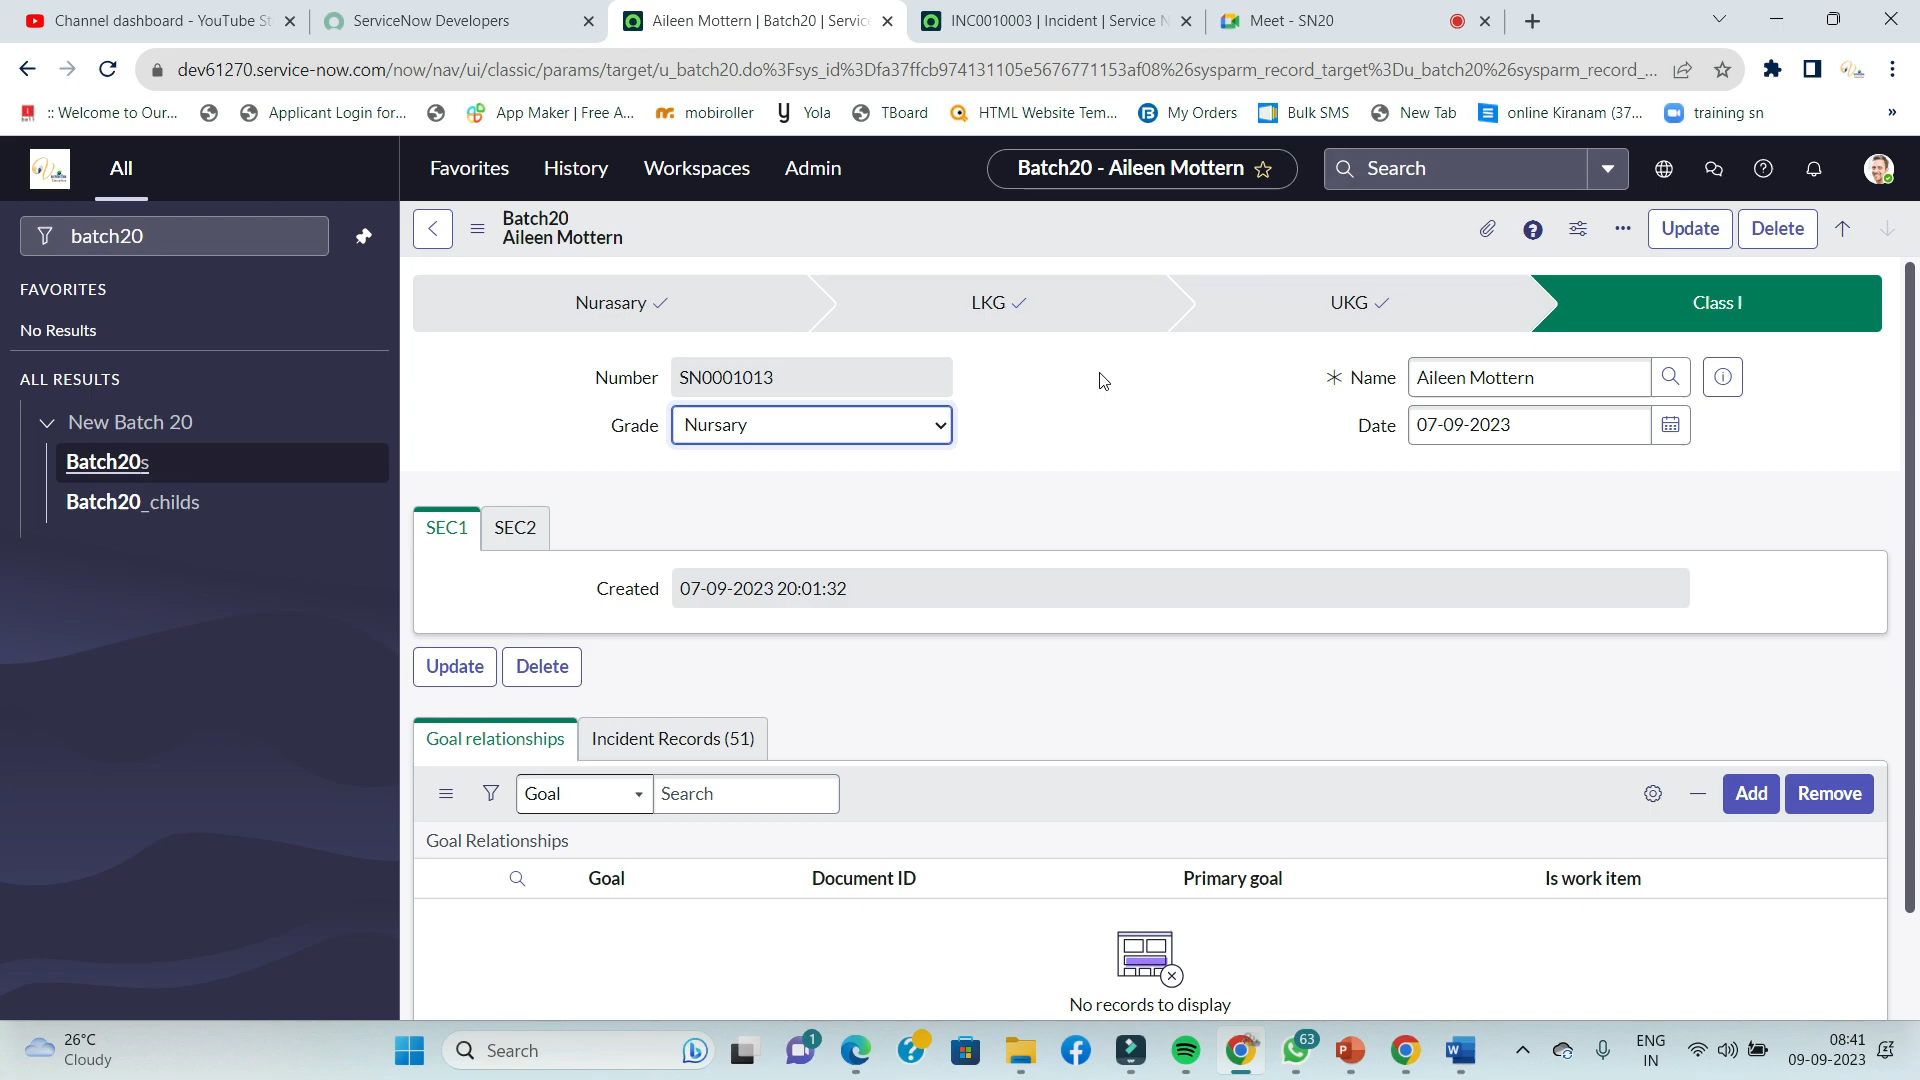 Channel dashboard - YouTube St
ServiceNow Developers
Aileen Mottern | Batch20 | Service
INC0010003 | Incident | Service N
Meet - SN20
dev61270.service-now.com/now/nav/ui/classic/params/target/u_batch20.do%3Fsys_id%3Dfa37ffcb974131105e5676771153af08%26sysparm_record_target%3Du_batch20%26sysparm_record_...
:: Welcome to Our...
Applicant Login for...
App Maker | Free A...
mobiroller
Yola
TBoard
HTML Website Tem...
My Orders
Bulk SMS
New Tab
online Kiranam (37...
training sn
»
All
Favorites
History
Workspaces
Admin
Batch20 - Aileen Mottern
Search
batch20
Batch20
Aileen Mottern
Update
Delete
FAVORITES
No Results
ALL RESULTS
New Batch 20
Batch20s
Batch20_childs
Nurasary
LKG
UKG
Class I
Number
SN0001013
Name
Aileen Mottern
Grade
Nursary
Date
07-09-2023
SEC1
SEC2
Created
07-09-2023 20:01:32
Update
Delete
Goal relationships
Incident Records (51)
Goal
Search
Add
Remove
Goal Relationships
Goal
Document ID
Primary goal
Is work item
No records to display
26°C
Cloudy
Search
1
63
ENG
IN
08:41
09-09-2023